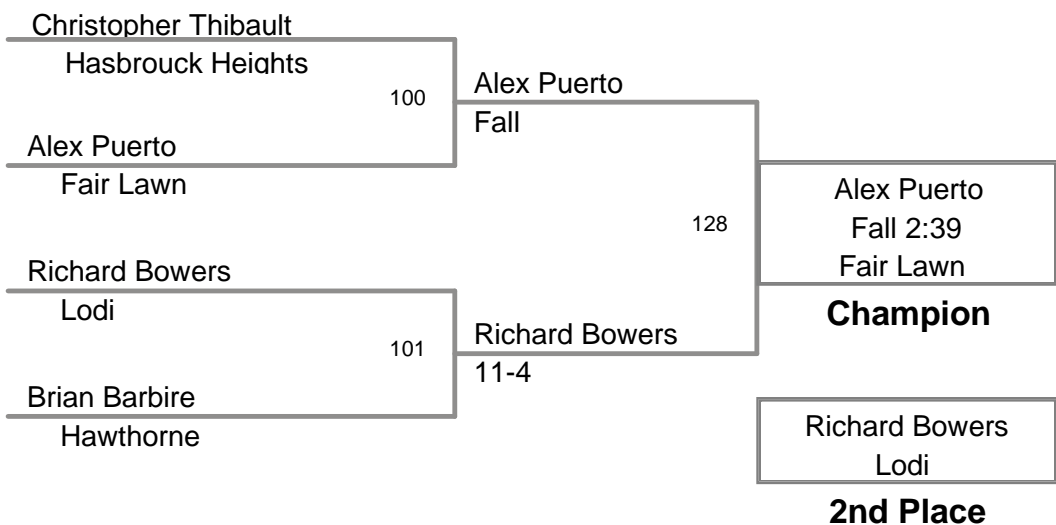 Christopher Thibault
Hasbrouck Heights
100
Alex Puerto
Fall
Alex Puerto
Fair Lawn
128
Alex Puerto
Fall 2:39
Fair Lawn
Champion
Richard Bowers
Lodi
101
Richard Bowers
11-4
Brian Barbire
Hawthorne
Richard Bowers
Lodi
2nd Place